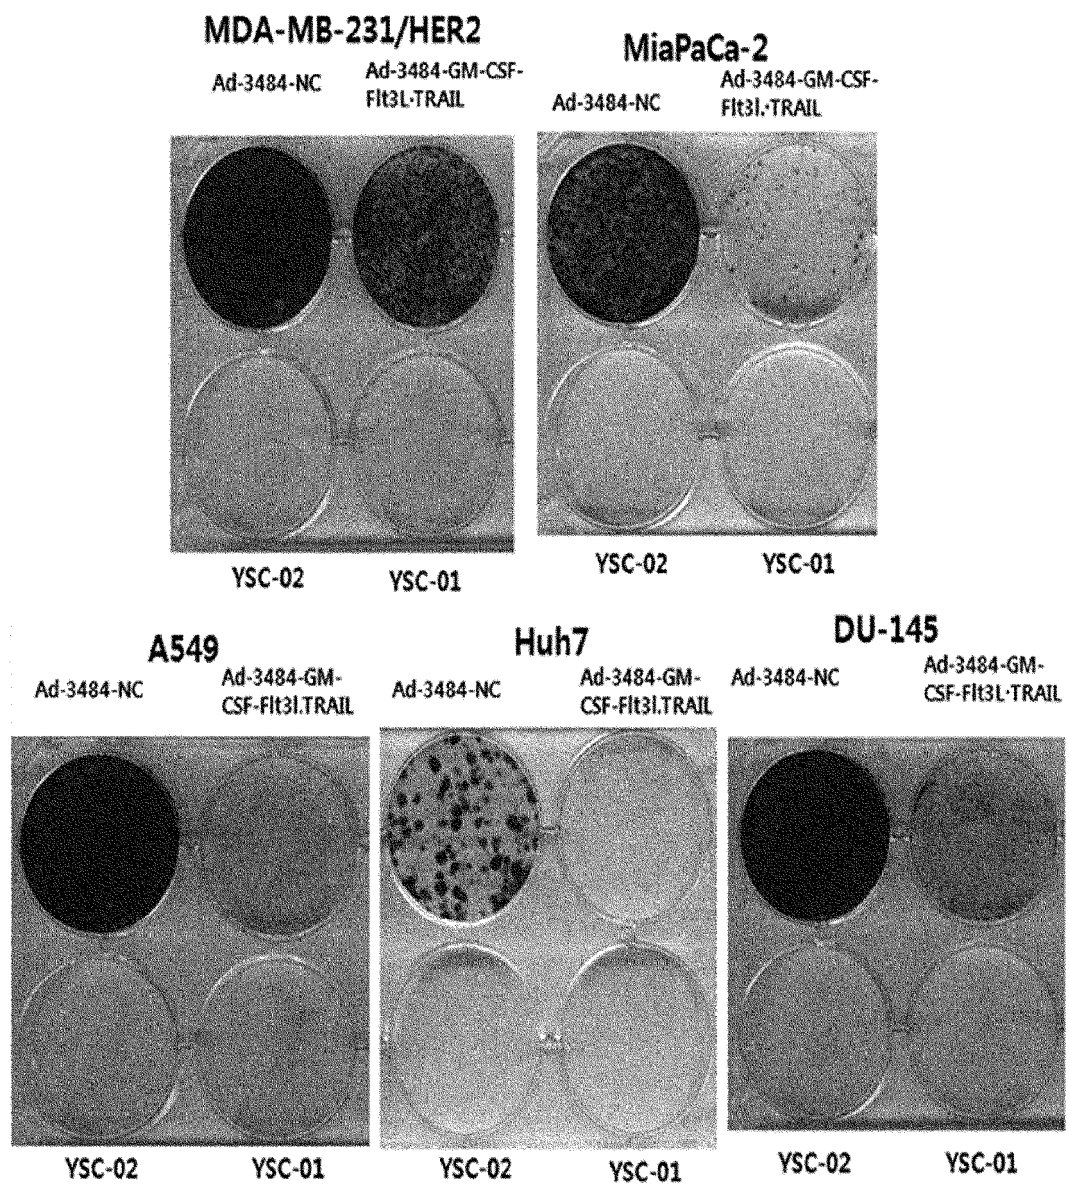 MDA-MB-231/HER2
Ad-3484-NC
Ad-3484-GM-CSF-
Flt3L·TRAIL
MiaPaCa-2
Ad-3484-NC
Ad-3484-GM-CSF-
Flt3l.·TRAIL
YSC-02
YSC-01
YSC-02
YSC-01
A549
Ad-3484-NC
Ad-3484-GM-
CSF-Flt3l.TRAIL
Huh7
Ad-3484-NC
Ad-3484-GM-
CSF-Flt3l.TRAIL
DU-145
Ad-3484-NC
Ad-3484-GM-
CSF-Flt3L·TRAIL
YSC-02
YSC-01
YSC-02
YSC-01
YSC-02
YSC-01